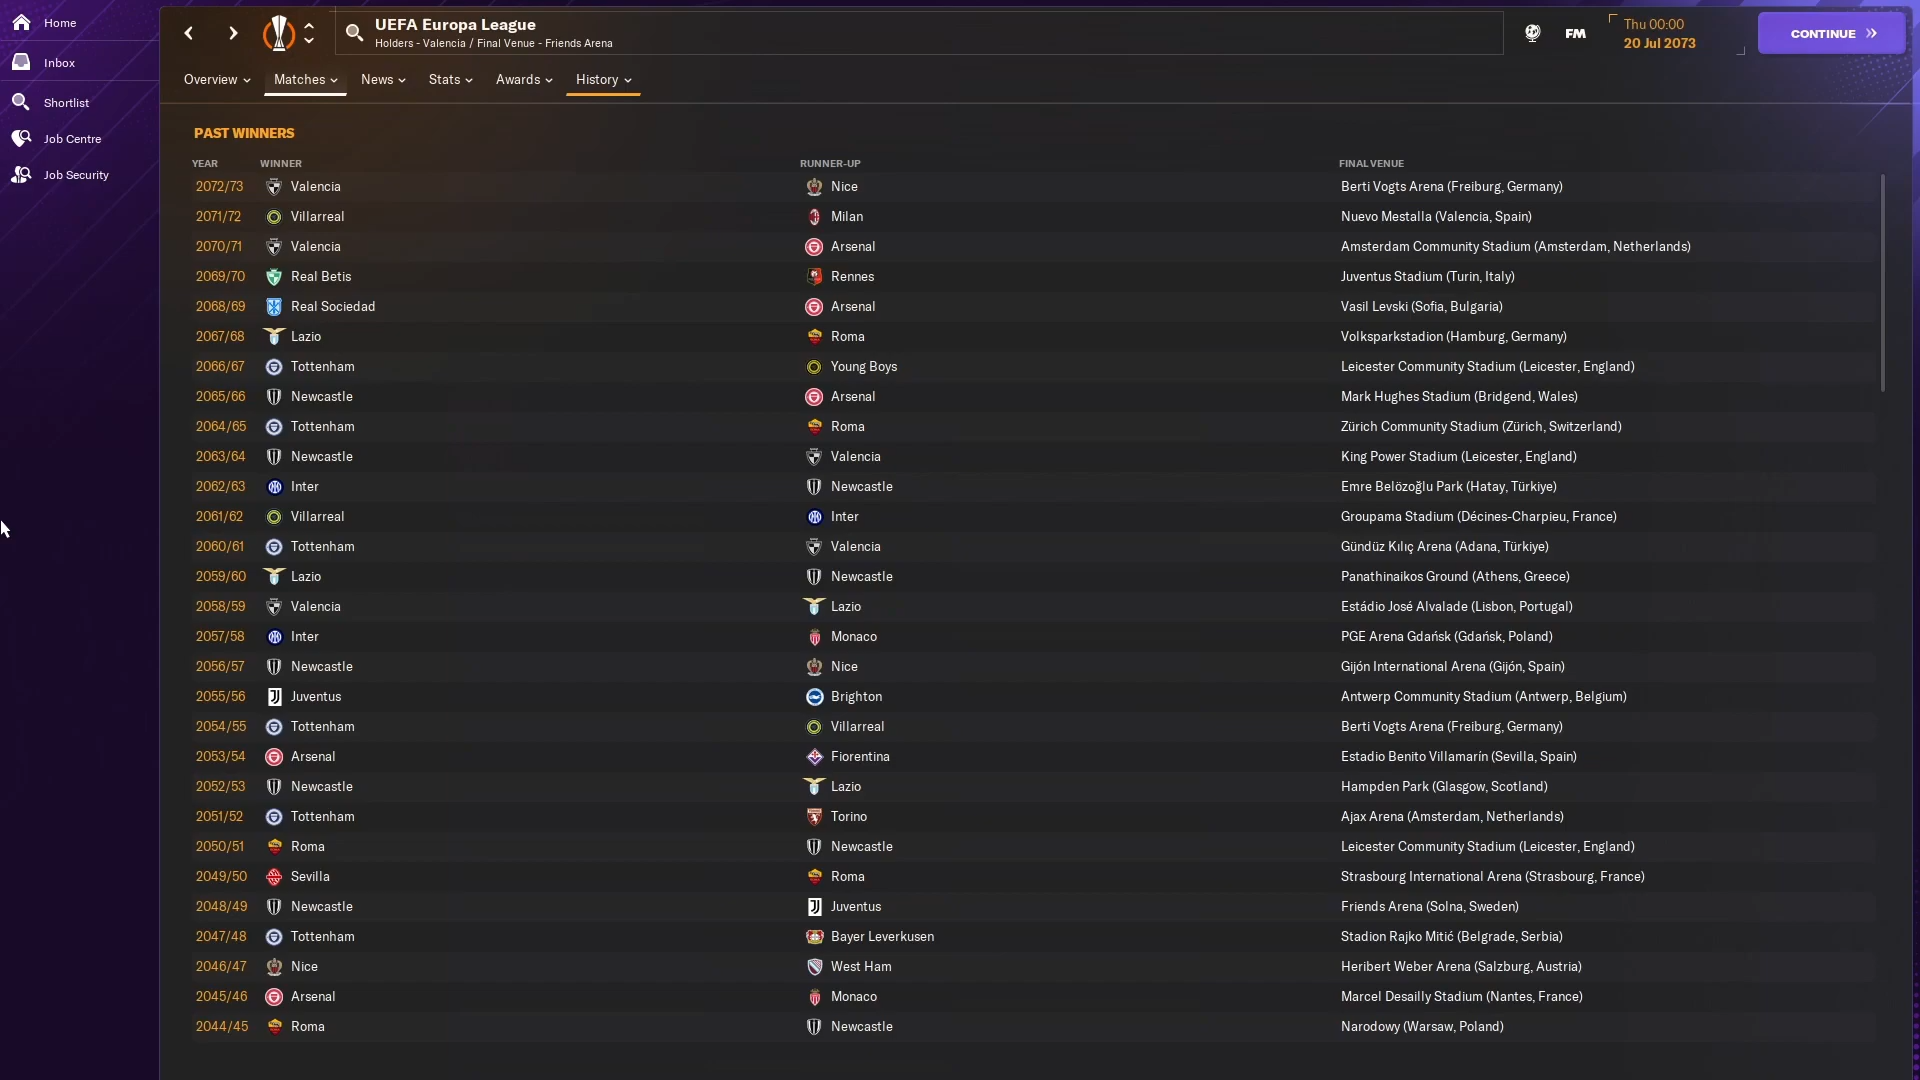 Home
Inbox
Shortlist
Job Centre
Job Security
UEFA Europa League
Holders - Valencia / Final Venue - Friends Arena
FM
Thu 00:00
20 Jul 2073
CONTINUE
Overview Matches News Stats Awards History
PAST WINNERS
YEAR WINNER RUNNER-UP FINAL VENUE
2072/73 Valencia Nice Berti Vogts Arena (Freiburg, Germany)
2071/72 Villarreal Milan Nuevo Mestalla (Valencia, Spain)
2070/71 Valencia Arsenal Amsterdam Community Stadium (Amsterdam, Netherlands)
2069/70 Real Betis Rennes Juventus Stadium (Turin, Italy)
2068/69 Real Sociedad Arsenal Vasil Levski (Sofia, Bulgaria)
2067/68 Lazio Roma Volksparkstadion (Hamburg, Germany)
2066/67 Tottenham Young Boys Leicester Community Stadium (Leicester, England)
2065/66 Newcastle Arsenal Mark Hughes Stadium (Bridgend, Wales)
2064/65 Tottenham Roma Zürich Community Stadium (Zürich, Switzerland)
2063/64 Newcastle Valencia King Power Stadium (Leicester, England)
2062/63 Inter Newcastle Emre Belözoğlu Park (Hatay, Türkiye)
2061/62 Villarreal Inter Groupama Stadium (Décines-Charpieu, France)
2060/61 Tottenham Valencia Gündüz Kılıç Arena (Adana, Türkiye)
2059/60 Lazio Newcastle Panathinaikos Ground (Athens, Greece)
2058/59 Valencia Lazio Estádio José Alvalade (Lisbon, Portugal)
2057/58 Inter Monaco PGE Arena Gdańsk (Gdańsk, Poland)
2056/57 Newcastle Nice Gijón International Arena (Gijón, Spain)
2055/56 Juventus Brighton Antwerp Community Stadium (Antwerp, Belgium)
2054/55 Tottenham Villarreal Berti Vogts Arena (Freiburg, Germany)
2053/54 Arsenal Fiorentina Estadio Benito Villamarín (Sevilla, Spain)
2052/53 Newcastle Lazio Hampden Park (Glasgow, Scotland)
2051/52 Tottenham Torino Ajax Arena (Amsterdam, Netherlands)
2050/51 Roma Newcastle Leicester Community Stadium (Leicester, England)
2049/50 Sevilla Roma Strasbourg International Arena (Strasbourg, France)
2048/49 Newcastle Juventus Friends Arena (Solna, Sweden)
2047/48 Tottenham Bayer Leverkusen Stadion Rajko Mitić (Belgrade, Serbia)
2046/47 Nice West Ham Heribert Weber Arena (Salzburg, Austria)
2045/46 Arsenal Monaco Marcel Desailly Stadium (Nantes, France)
2044/45 Roma Newcastle Narodowy (Warsaw, Poland)